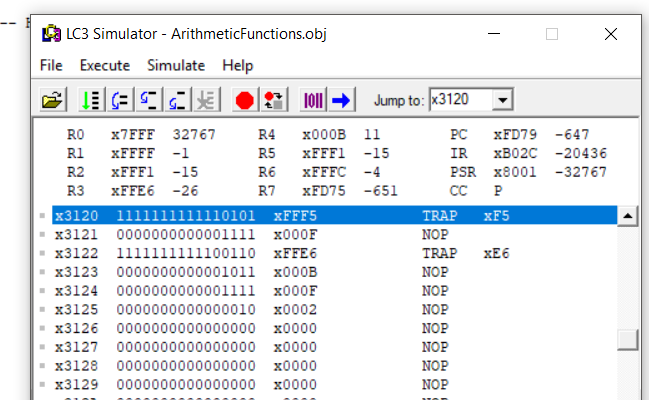 LC3 Simulator - ArithmeticFunctions.obj
File Execute Simulate Help
Jump to: x3120
R0 x7FFF 32767 R4 x000B 11 PC xFD79 -647
R1 xFFFF -1 R5 xFFF1 -15 IR xB02C -20436
R2 xFFF1 -15 R6 xFFFC -4 PSR x8001 -32767
R3 xFFE6 -26 R7 xFD75 -651 CC P
x3120 1111111111110101 xFFF5 TRAP xF5
x3121 0000000000001111 x000F NOP
x3122 1111111111100110 xFFE6 TRAP xE6
x3123 0000000000001011 x000B NOP
x3124 0000000000001111 x000F NOP
x3125 0000000000000010 x0002 NOP
x3126 0000000000000000 x0000 NOP
x3127 0000000000000000 x0000 NOP
x3128 0000000000000000 x0000 NOP
x3129 0000000000000000 x0000 NOP